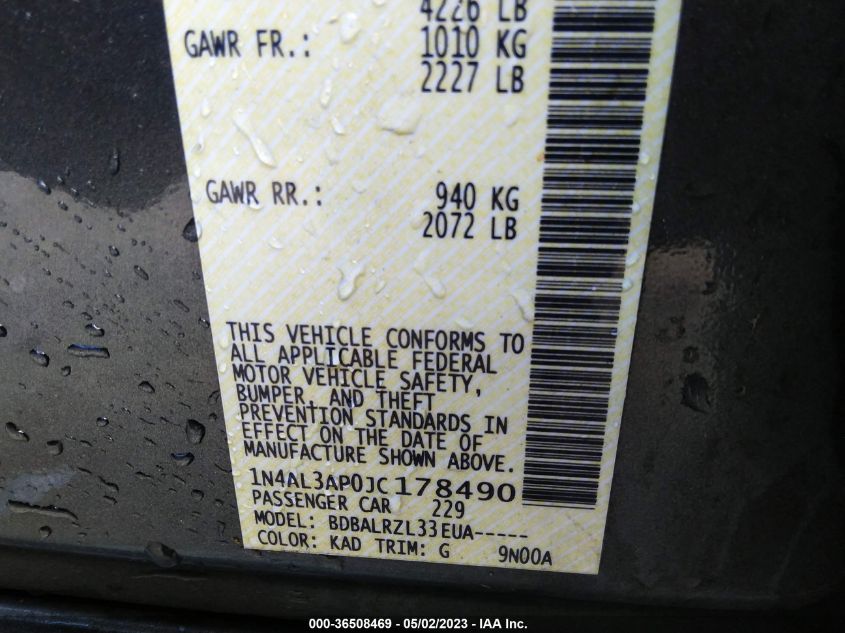 4226 LB
GAWR FR.: 1010 KG
2227 LB
GAWR RR.: 940 KG
2072 LB
THIS VEHICLE CONFORMS TO
ALL APPLICABLE FEDERAL
MOTOR VEHICLE SAFETY,
BUMPER, AND THEFT
PREVENTION STANDARDS IN
EFFECT ON THE DATE OF
MANUFACTURE SHOWN ABOVE.
1N4AL3AP0JC178490
PASSENGER CAR 229
MODEL: BDBALRZL33EUA-----
COLOR: KAD TRIM: G 9N00A
000-36508469 - 05/02/2023 - IAA Inc.